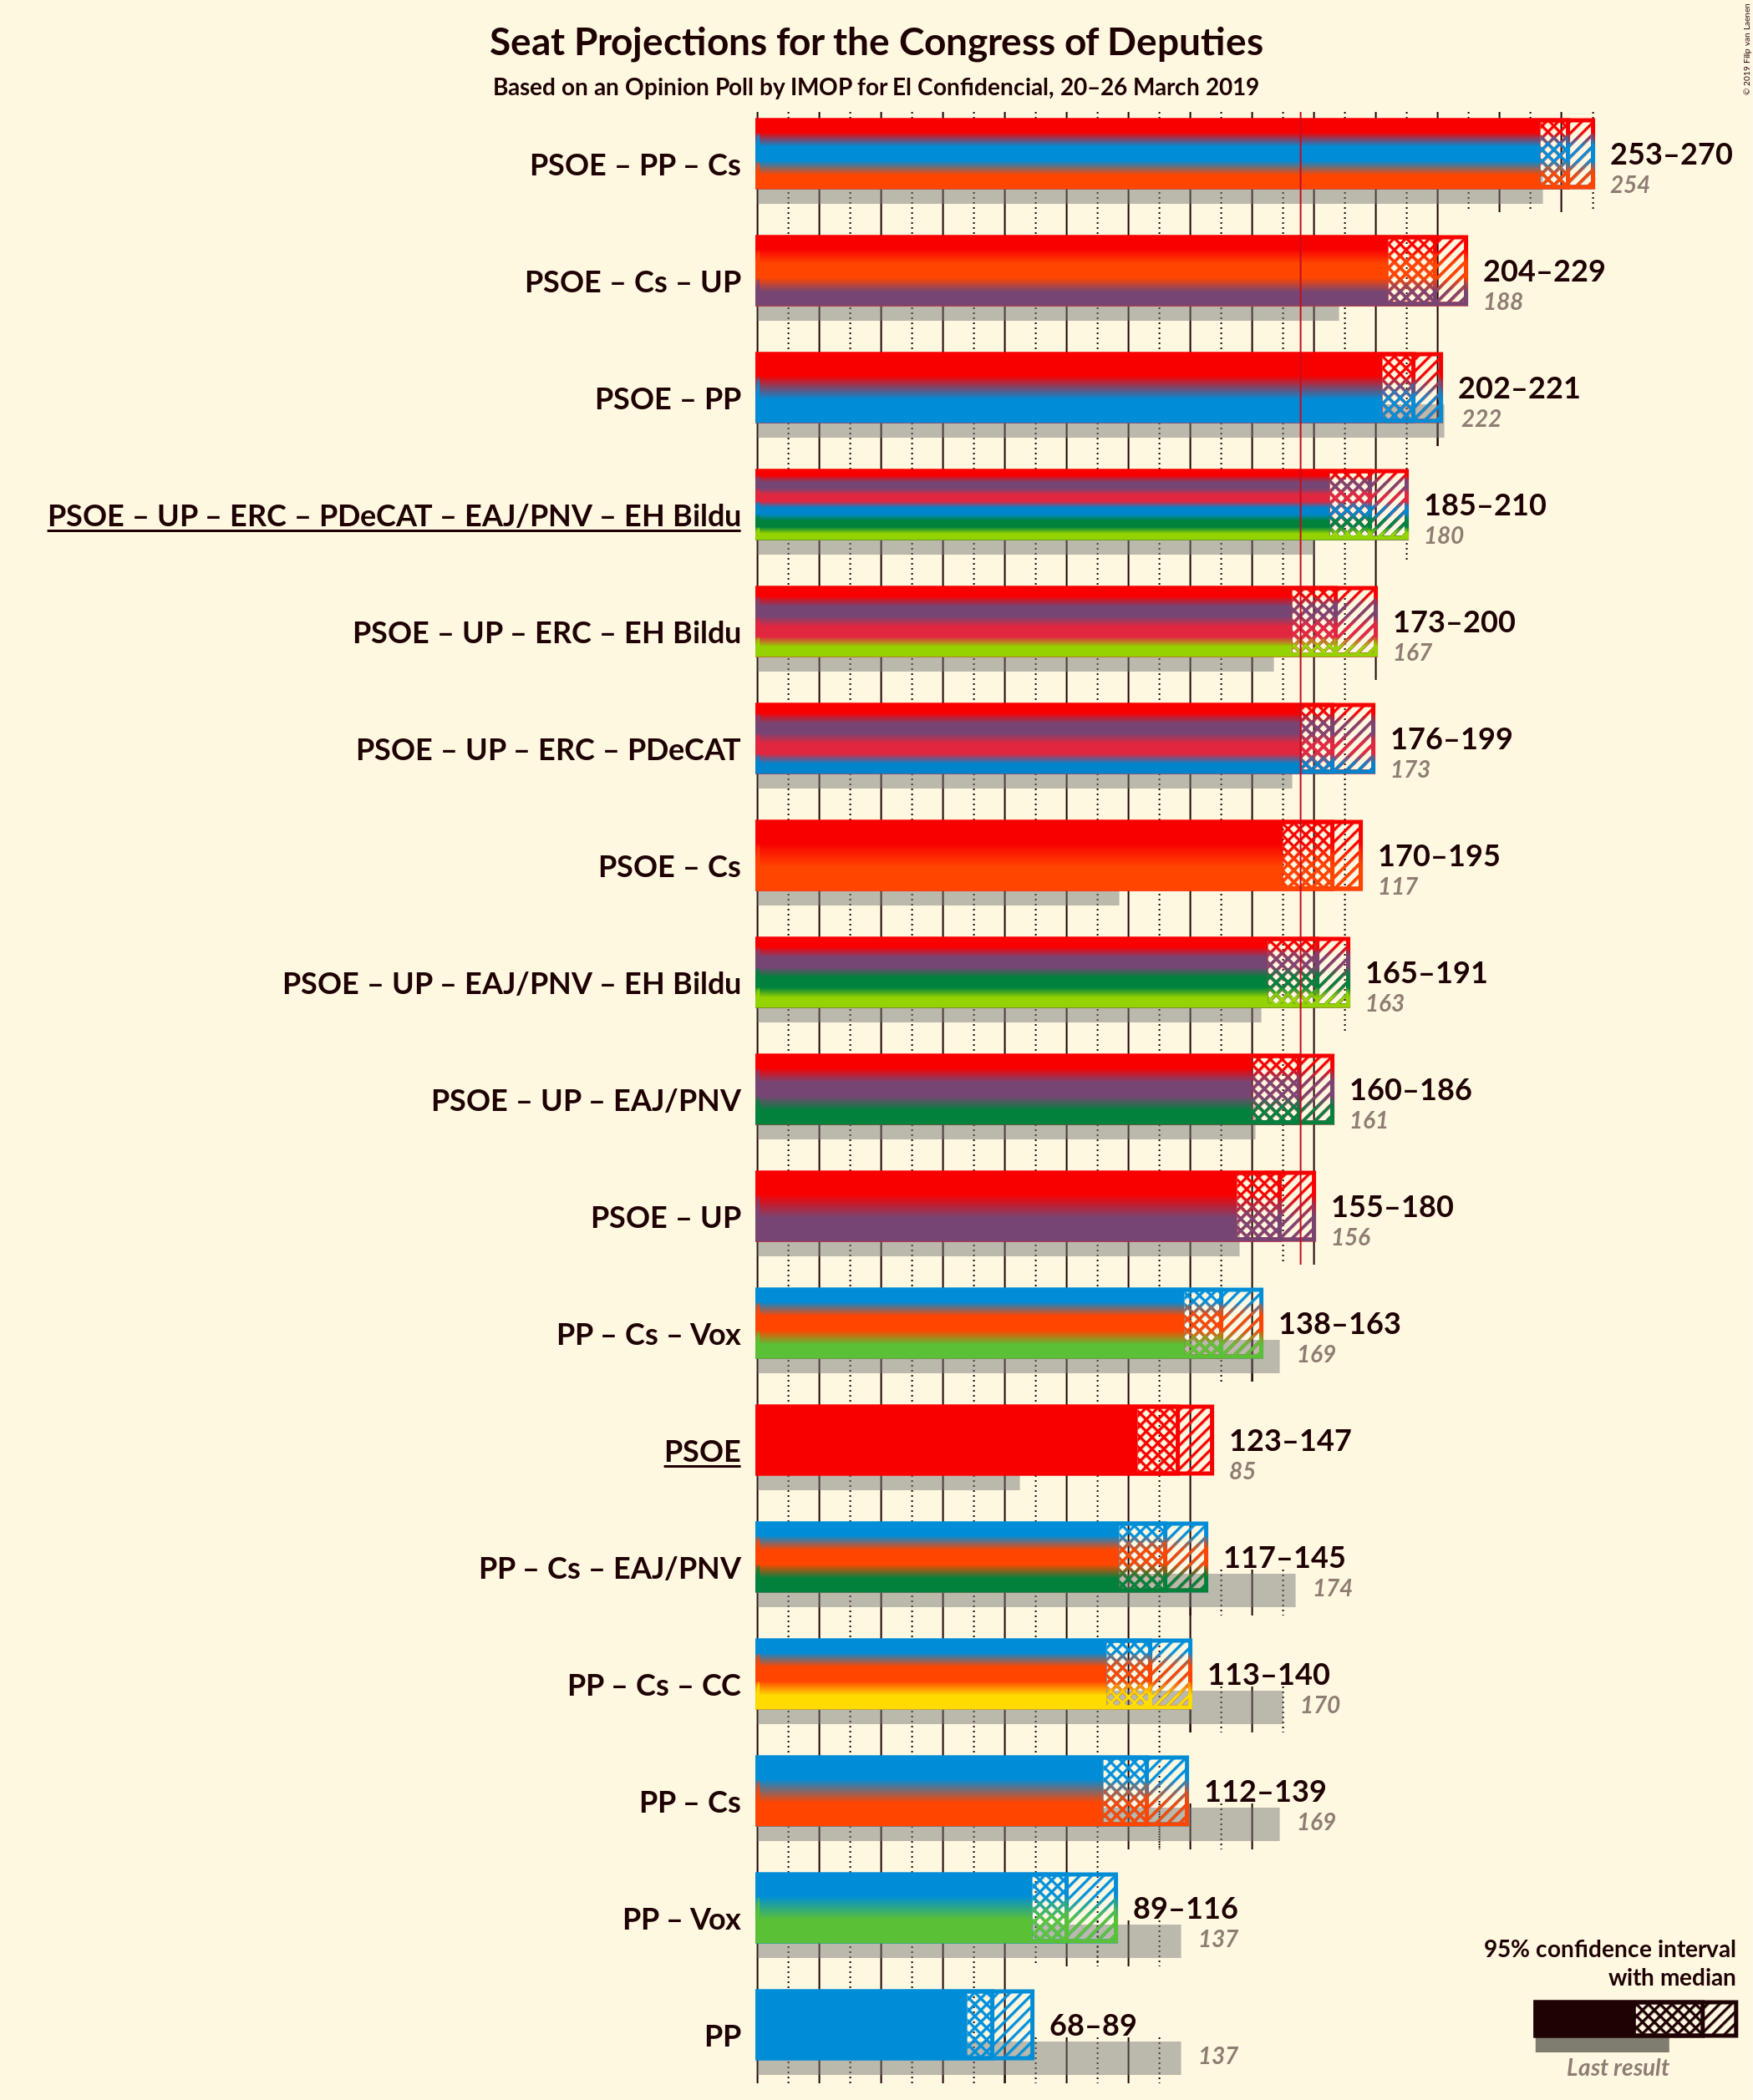 Seat Projections for the Congress of Deputies
Based on an Opinion Poll by IMOP for El Confidencial, 20–26 March 2019
© 2019 Filip van Laenen
PSOE – PP – Cs
253–270
254
PSOE – Cs – UP
204–229
188
PSOE – PP
202–221
222
PSOE – UP – ERC – PDeCAT – EAJ/PNV – EH Bildu
185–210
180
PSOE – UP – ERC – EH Bildu
173–200
167
PSOE – UP – ERC – PDeCAT
176–199
173
PSOE – Cs
170–195
117
PSOE – UP – EAJ/PNV – EH Bildu
165–191
163
PSOE – UP – EAJ/PNV
160–186
161
PSOE – UP
155–180
156
PP – Cs – Vox
138–163
169
PSOE
123–147
85
PP – Cs – EAJ/PNV
117–145
174
PP – Cs – CC
113–140
170
PP – Cs
112–139
169
PP – Vox
89–116
137
PP
68–89
137
95% confidence interval
with median
Last result